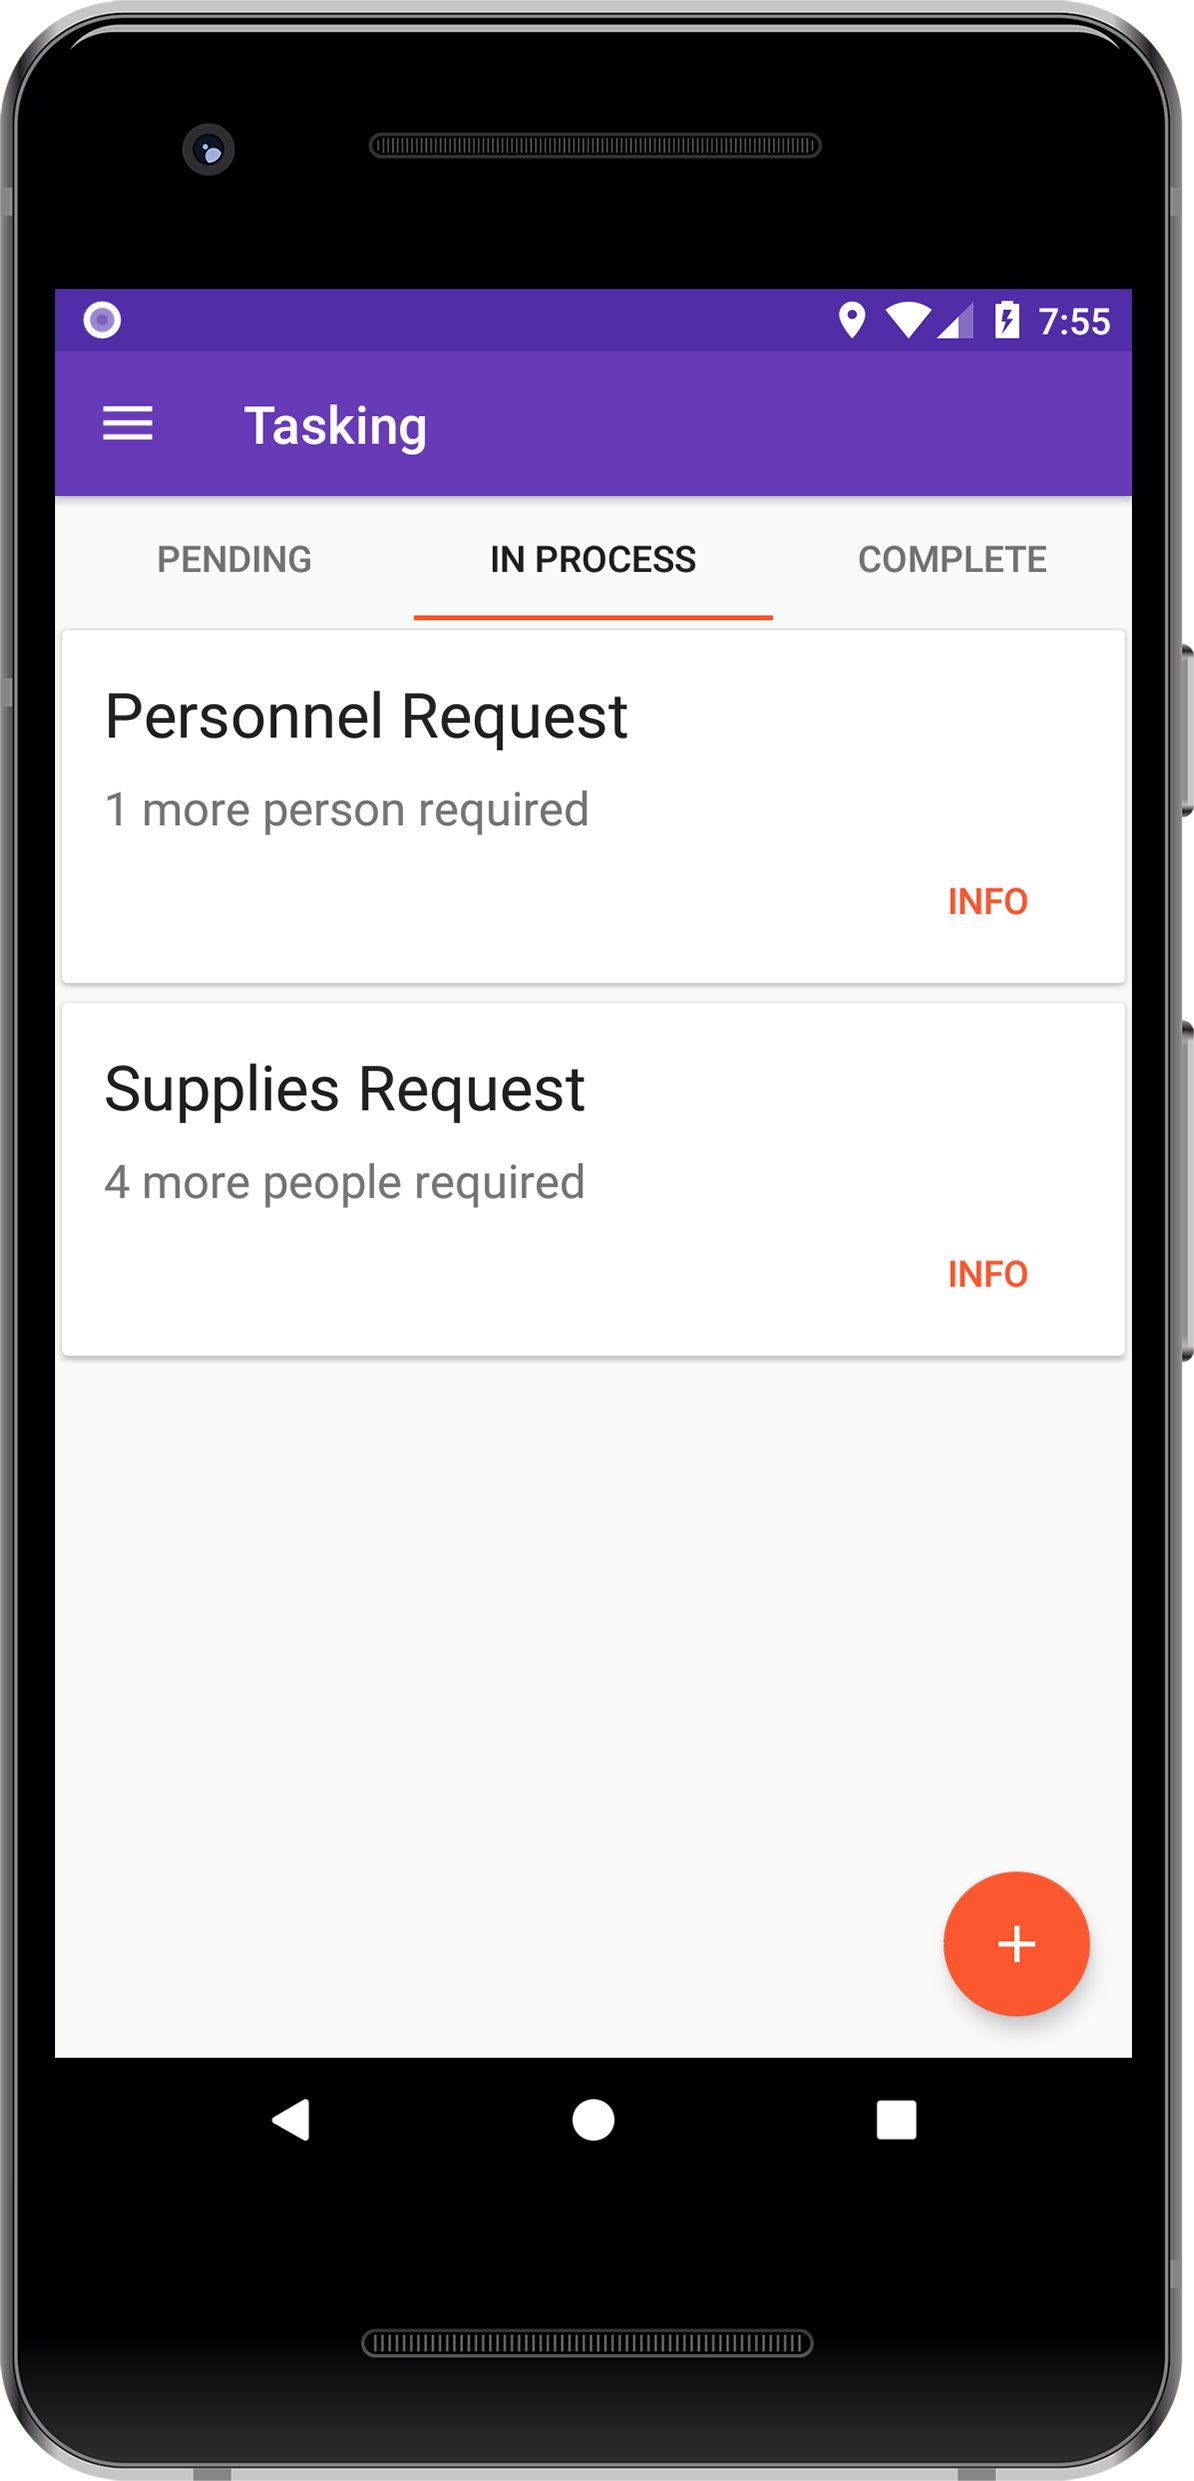 7:55
Tasking
PENDING IN PROCESS COMPLETE
Personnel Request
1 more person required
INFO
Supplies Request
4 more people required
INFO